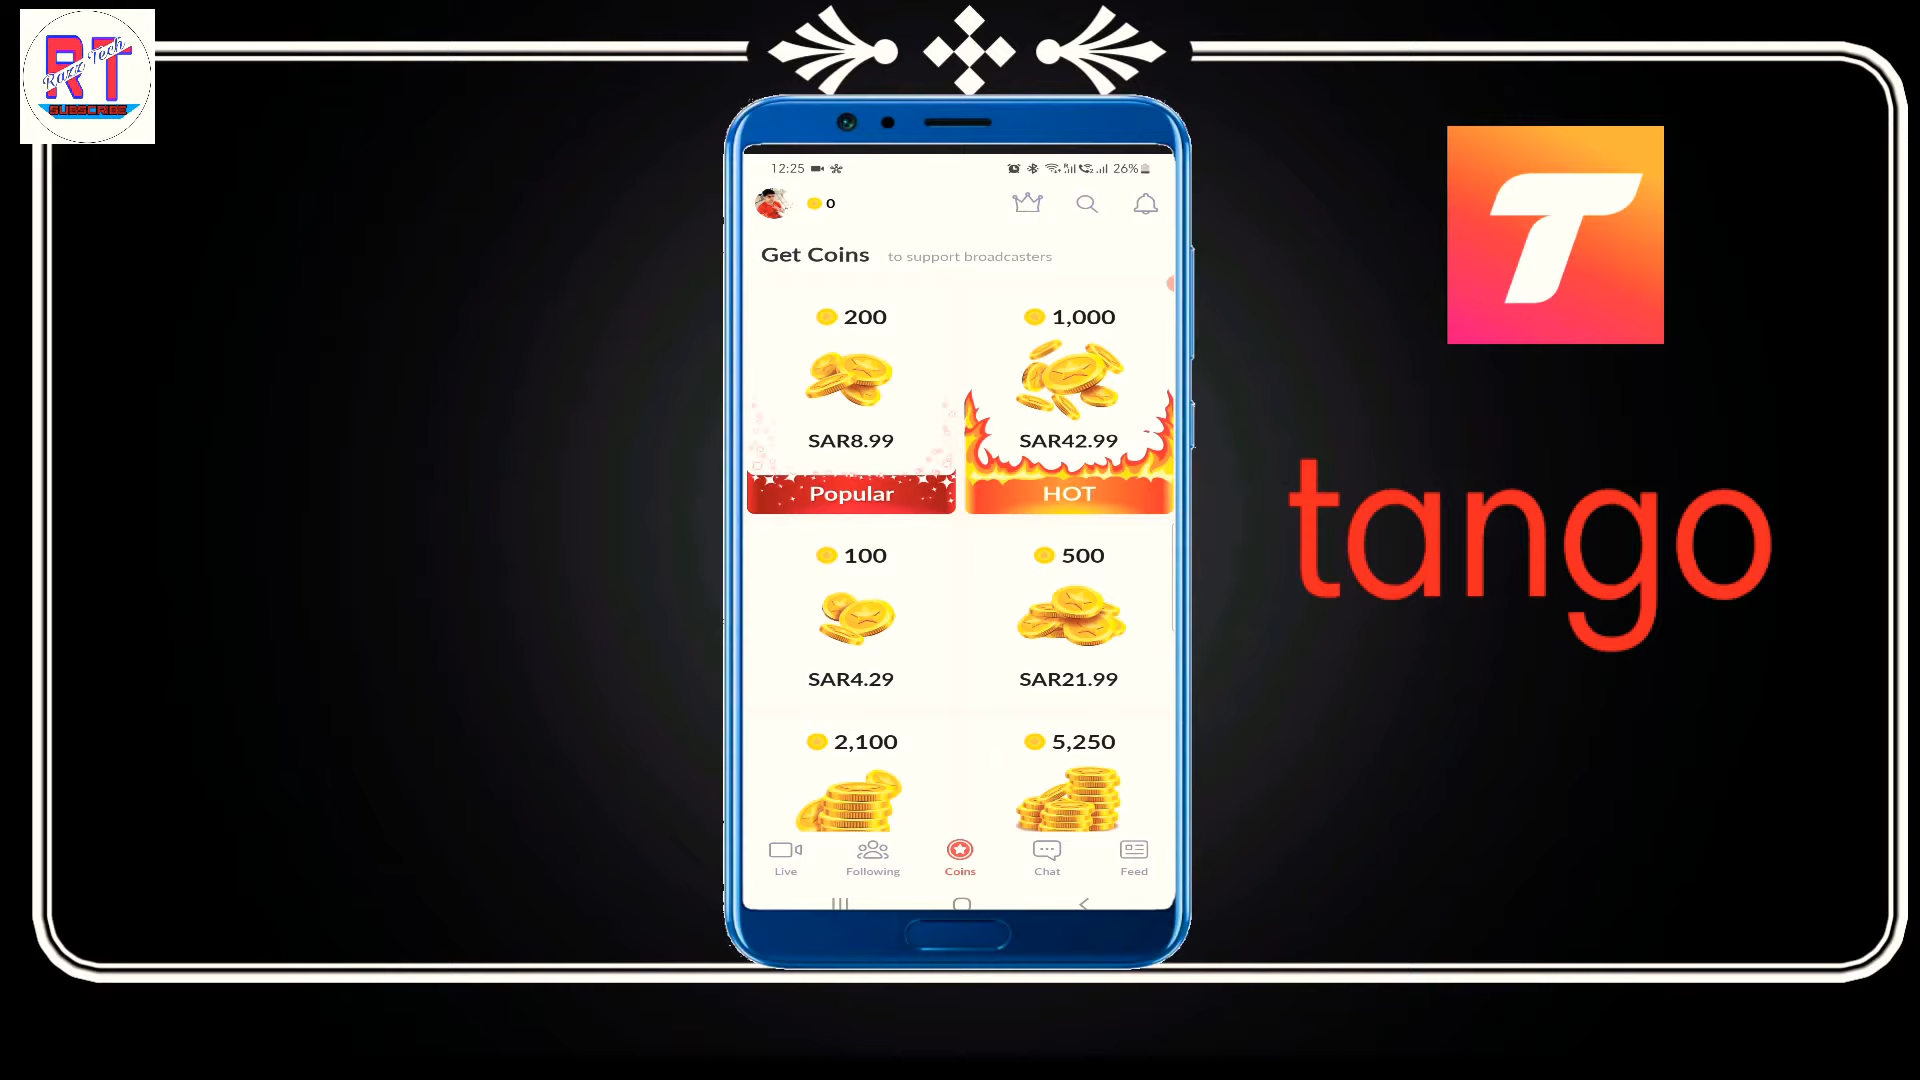 RT
Razz Tech
SUBSCRIBE
12:25 26%
0
Get Coins to support broadcasters
200 1,000
SAR8.99 SAR42.99
Popular HOT
100 500
SAR4.29 SAR21.99
2,100 5,250
Live Following Coins Chat Feed
T
tango